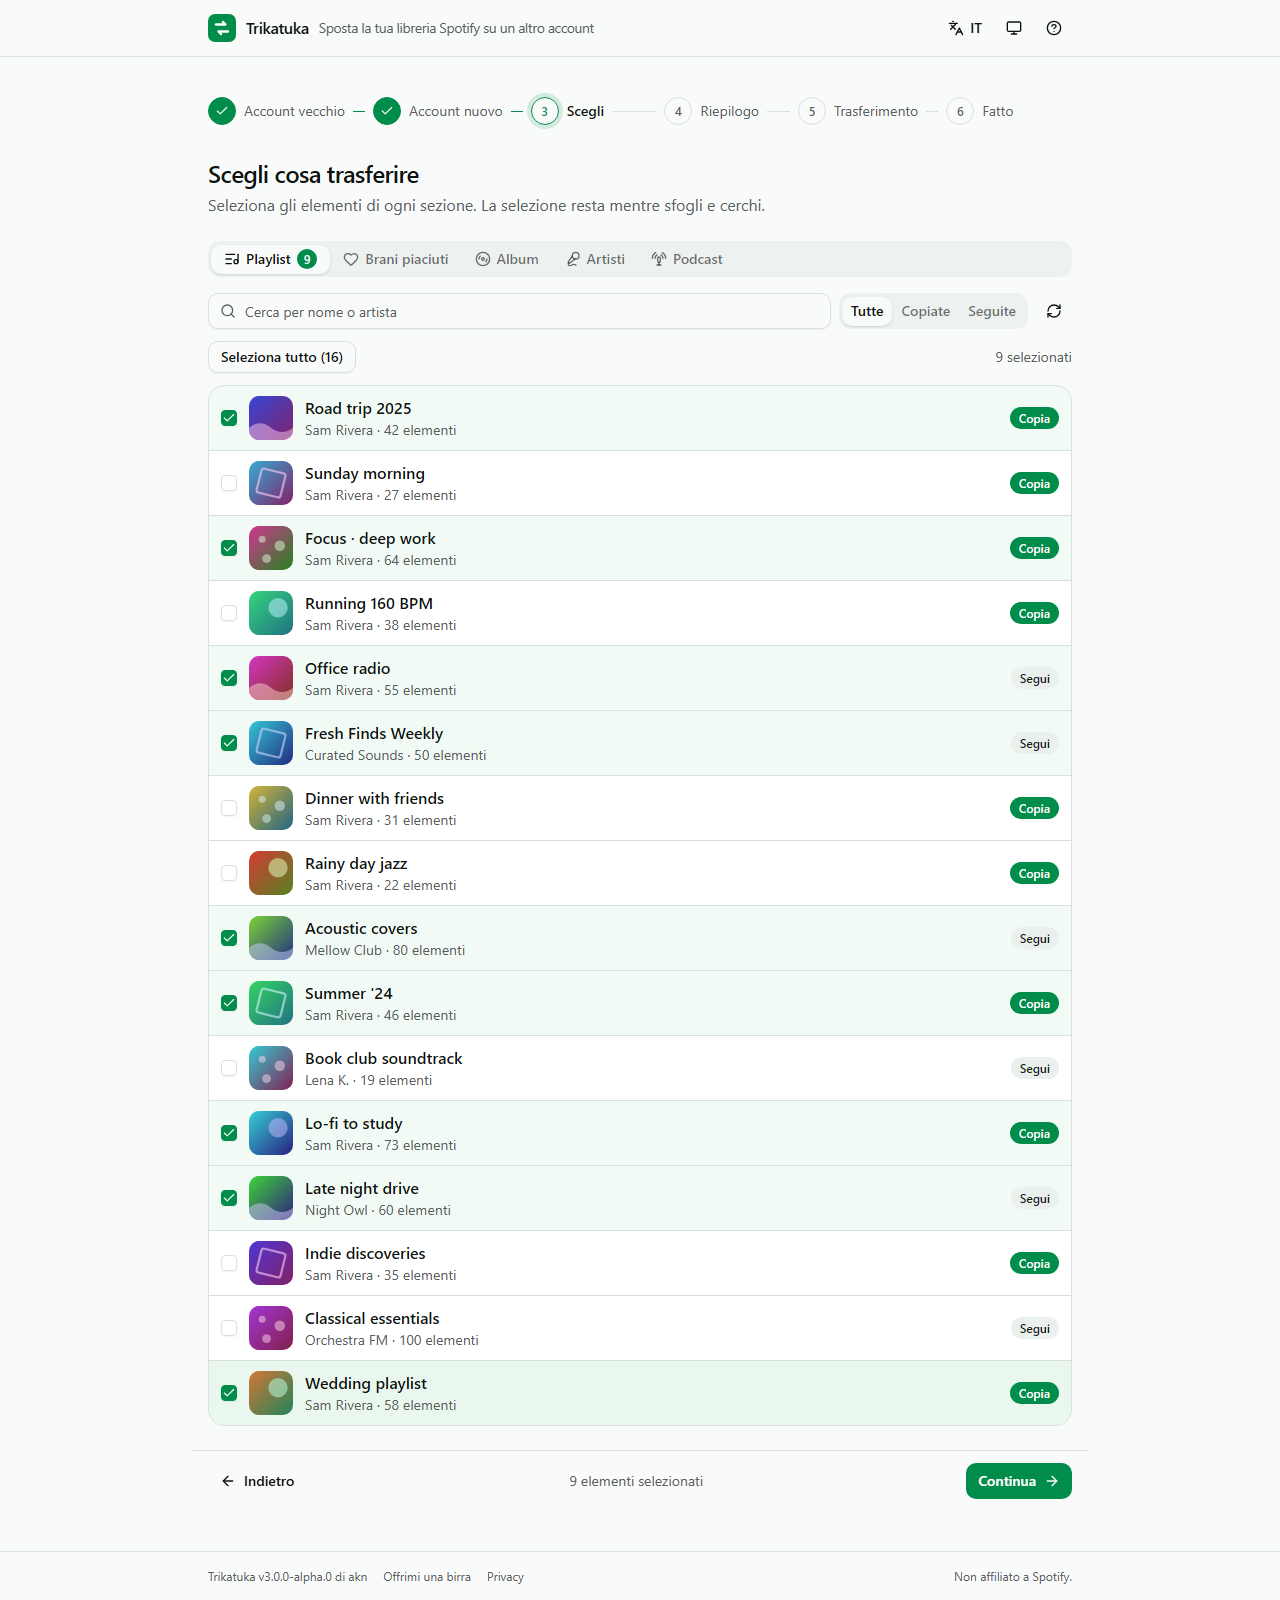 Trikatuka Sposta la tua libreria Spotify su un altro account IT
Account vecchio Account nuovo 3 Scegli 4 Riepilogo 5 Trasferimento 6 Fatto
Scegli cosa trasferire
Seleziona gli elementi di ogni sezione. La selezione resta mentre sfogli e cerchi.
Playlist 9 Brani piaciuti Album Artisti Podcast
Cerca per nome o artista Tutte Copiate Seguite
Seleziona tutto (16) 9 selezionati
Road trip 2025
Sam Rivera · 42 elementi
Copia
Sunday morning
Sam Rivera · 27 elementi
Copia
Focus · deep work
Sam Rivera · 64 elementi
Copia
Running 160 BPM
Sam Rivera · 38 elementi
Copia
Office radio
Sam Rivera · 55 elementi
Segui
Fresh Finds Weekly
Curated Sounds · 50 elementi
Segui
Dinner with friends
Sam Rivera · 31 elementi
Copia
Rainy day jazz
Sam Rivera · 22 elementi
Copia
Acoustic covers
Mellow Club · 80 elementi
Segui
Summer '24
Sam Rivera · 46 elementi
Copia
Book club soundtrack
Lena K. · 19 elementi
Segui
Lo-fi to study
Sam Rivera · 73 elementi
Copia
Late night drive
Night Owl · 60 elementi
Segui
Indie discoveries
Sam Rivera · 35 elementi
Copia
Classical essentials
Orchestra FM · 100 elementi
Segui
Wedding playlist
Sam Rivera · 58 elementi
Copia
Indietro 9 elementi selezionati Continua
Trikatuka v3.0.0-alpha.0 di akn Offrimi una birra Privacy Non affiliato a Spotify.